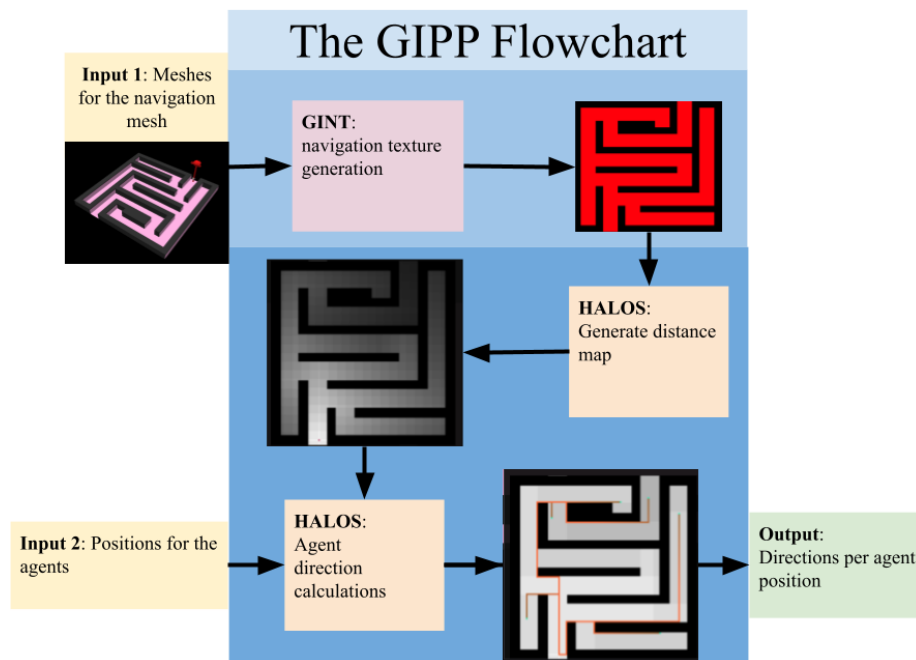 The GIPP Flowchart
Input 1: Meshes
for the navigation
mesh
GINT:
navigation texture
generation
HALOS:
Generate distance
map
Input 2: Positions for the
agents
HALOS:
Agent
direction
calculations
Output:
Directions per agent
position